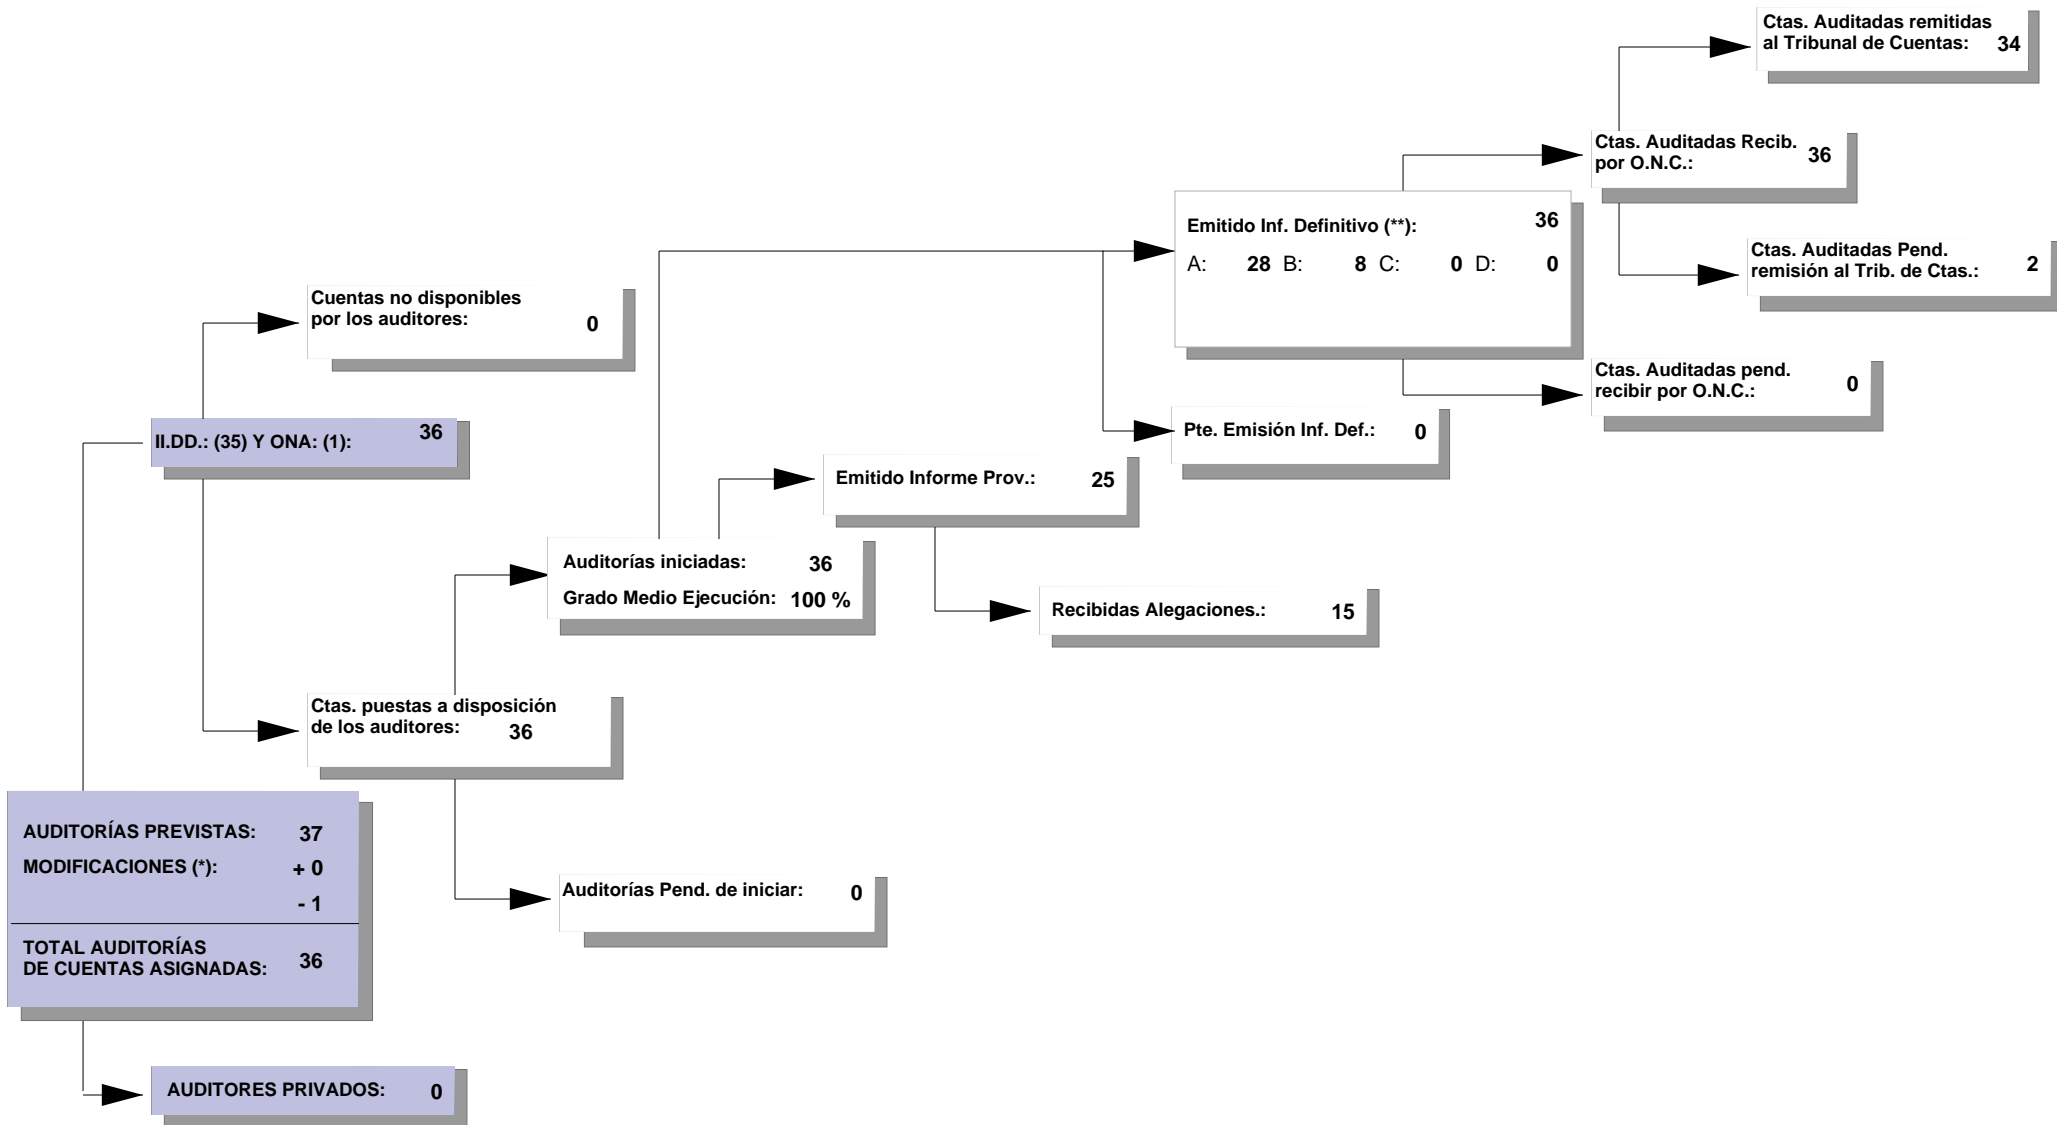 Ctas. Auditadas remitidas
al Tribunal de Cuentas: 34
Ctas. Auditadas Recib.
por O.N.C.: 36
Emitido Inf. Definitivo (**): 36
A: 28 B: 8 C: 0 D: 0
Ctas. Auditadas Pend.
remisión al Trib. de Ctas.: 2
Cuentas no disponibles
por los auditores: 0
Ctas. Auditadas pend.
recibir por O.N.C.: 0
II.DD.: (35) Y ONA: (1): 36
Pte. Emisión Inf. Def.: 0
Emitido Informe Prov.: 25
Auditorías iniciadas: 36
Grado Medio Ejecución: 100 %
Recibidas Alegaciones.: 15
Ctas. puestas a disposición
de los auditores: 36
AUDITORÍAS PREVISTAS: 37
MODIFICACIONES (*): + 0
- 1
TOTAL AUDITORÍAS
DE CUENTAS ASIGNADAS: 36
Auditorías Pend. de iniciar: 0
AUDITORES PRIVADOS: 0